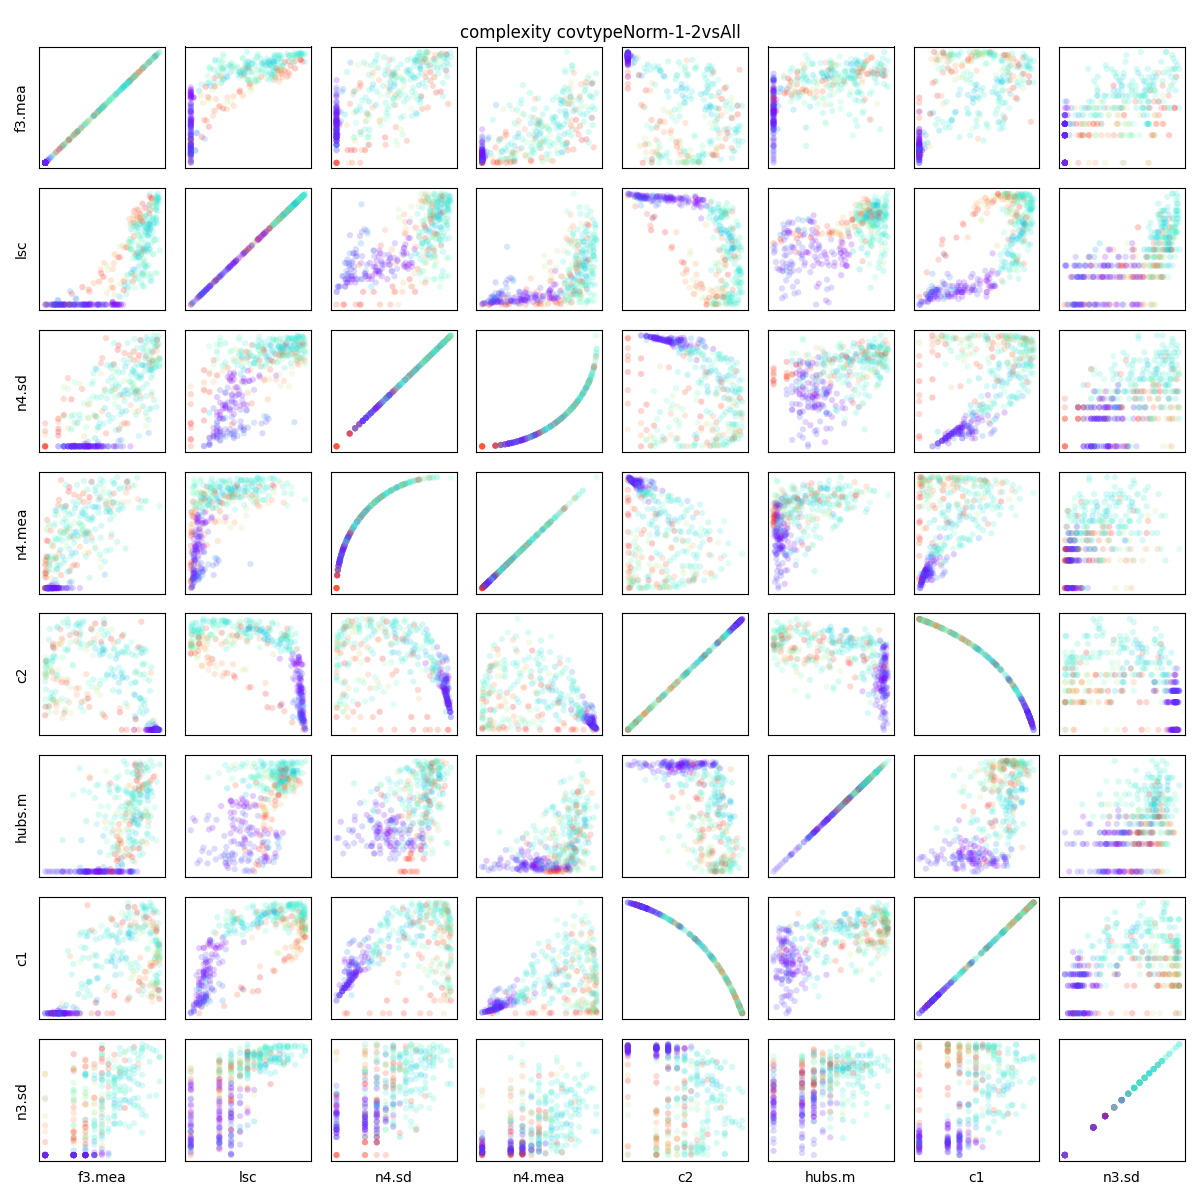 complexity covtypeNorm-1-2vsAll
f3.mea
lsc
n4.sd
n4.mea
c2
hubs.m
c1
n3.sd
f3.mea
lsc
n4.sd
n4.mea
c2
hubs.m
c1
n3.sd